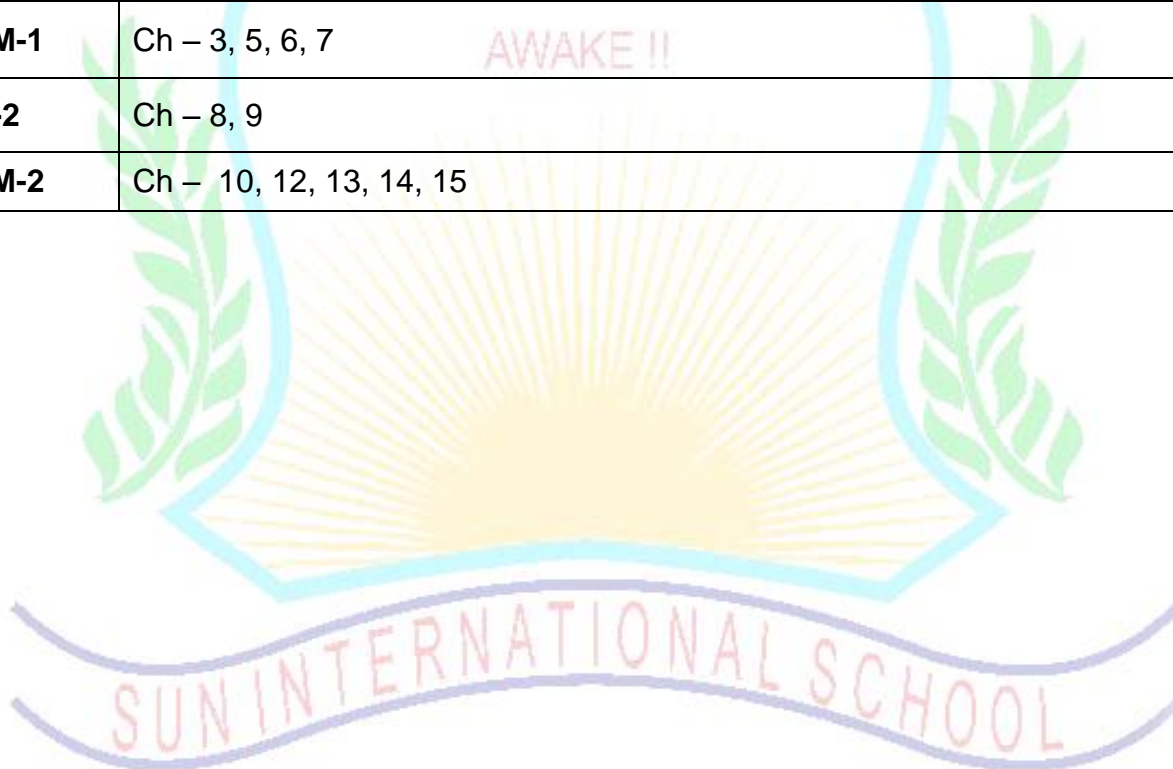 M-1 Ch – 3, 5, 6, 7
AWAKE !!
-2 Ch – 8, 9
M-2 Ch – 10, 12, 13, 14, 15
SUN INTERNATIONAL SCHOOL